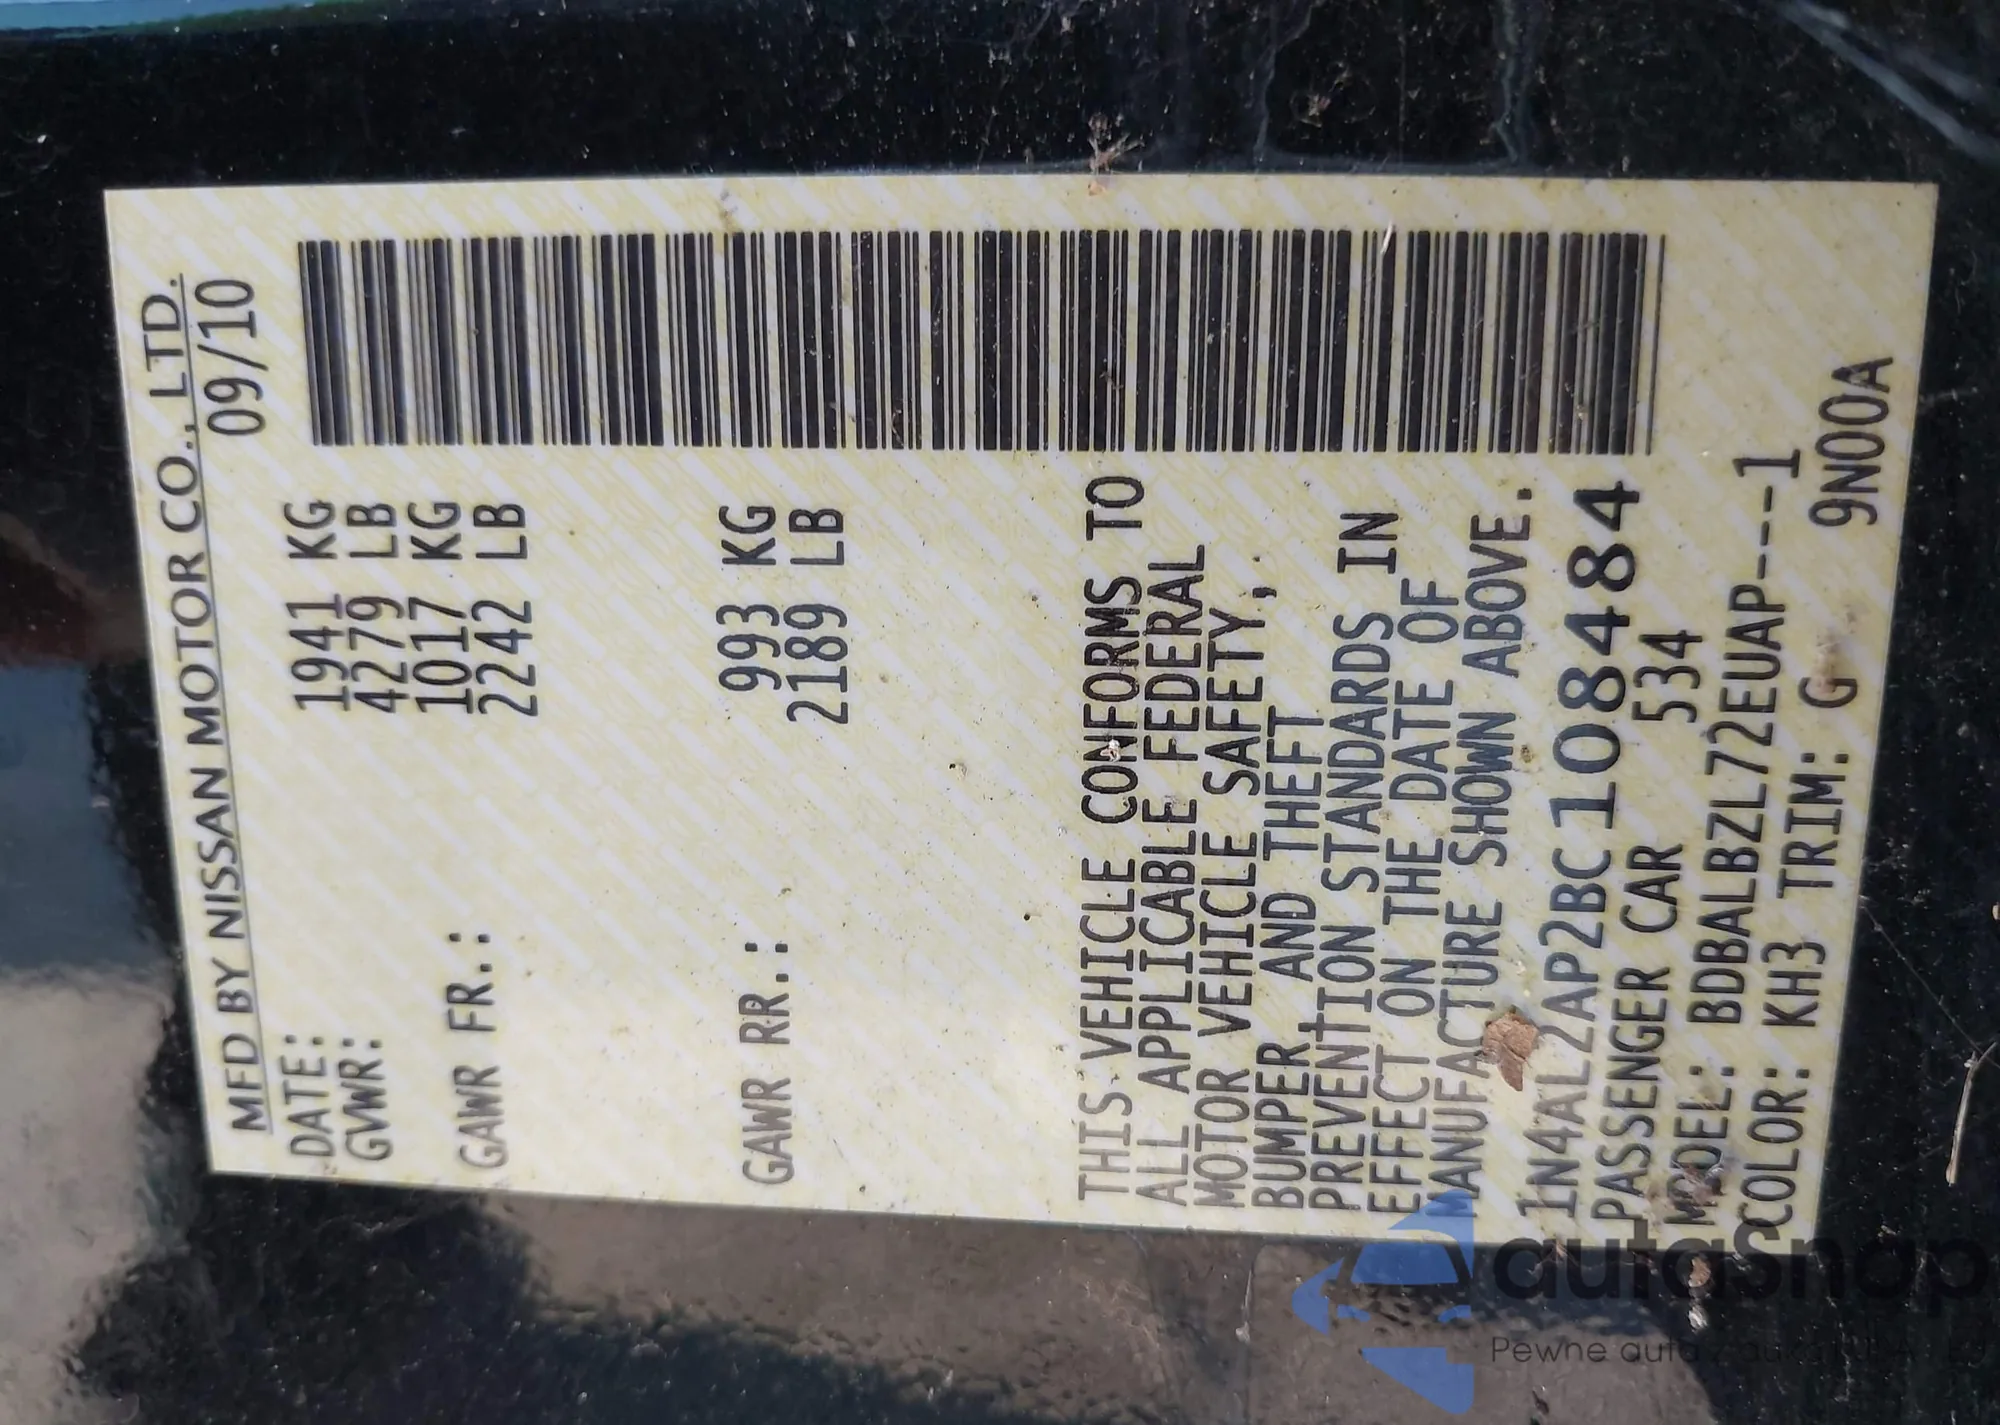 MFD BY NISSAN MOTOR CO., LTD.
DATE: 09/10
GVWR: 1941 KG
4279 LB
GAWR FR.: 1017 KG
2242 LB
GAWR RR.: 993 KG
2189 LB
THIS VEHICLE CONFORMS TO
ALL APPLICABLE FEDERAL
MOTOR VEHICLE SAFETY,
BUMPER, AND THEFT
PREVENTION STANDARDS IN
EFFECT ON THE DATE OF
MANUFACTURE SHOWN ABOVE.
1N4AL2AP2BC108484
PASSENGER CAR 534
MODEL: BDBALBZL72EUAP----1
COLOR: KH3 TRIM: G 9N00A
autasnap
Pewne auta